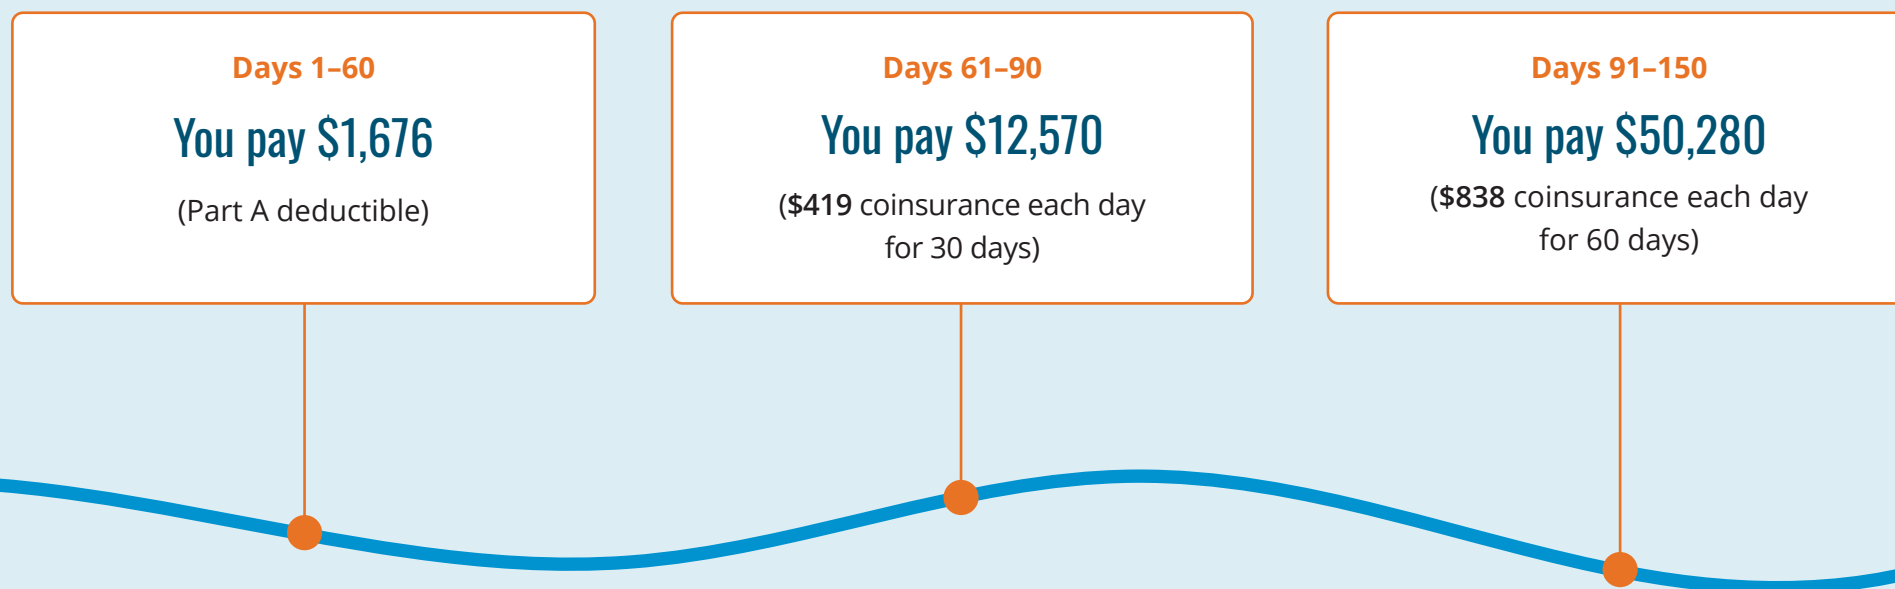 Days 1–60
You pay $1,676
(Part A deductible)
Days 61–90
You pay $12,570
($419 coinsurance each day
for 30 days)
Days 91–150
You pay $50,280
($838 coinsurance each day
for 60 days)